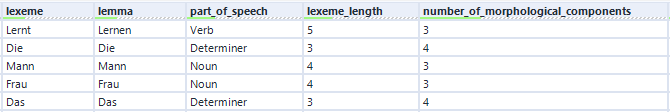 lexeme lemma part_of_speech lexeme_length number_of_morphological_components
Lernt Lernen Verb 5 3
Die Die Determiner 3 4
Mann Mann Noun 4 3
Frau Frau Noun 4 3
Das Das Determiner 3 4